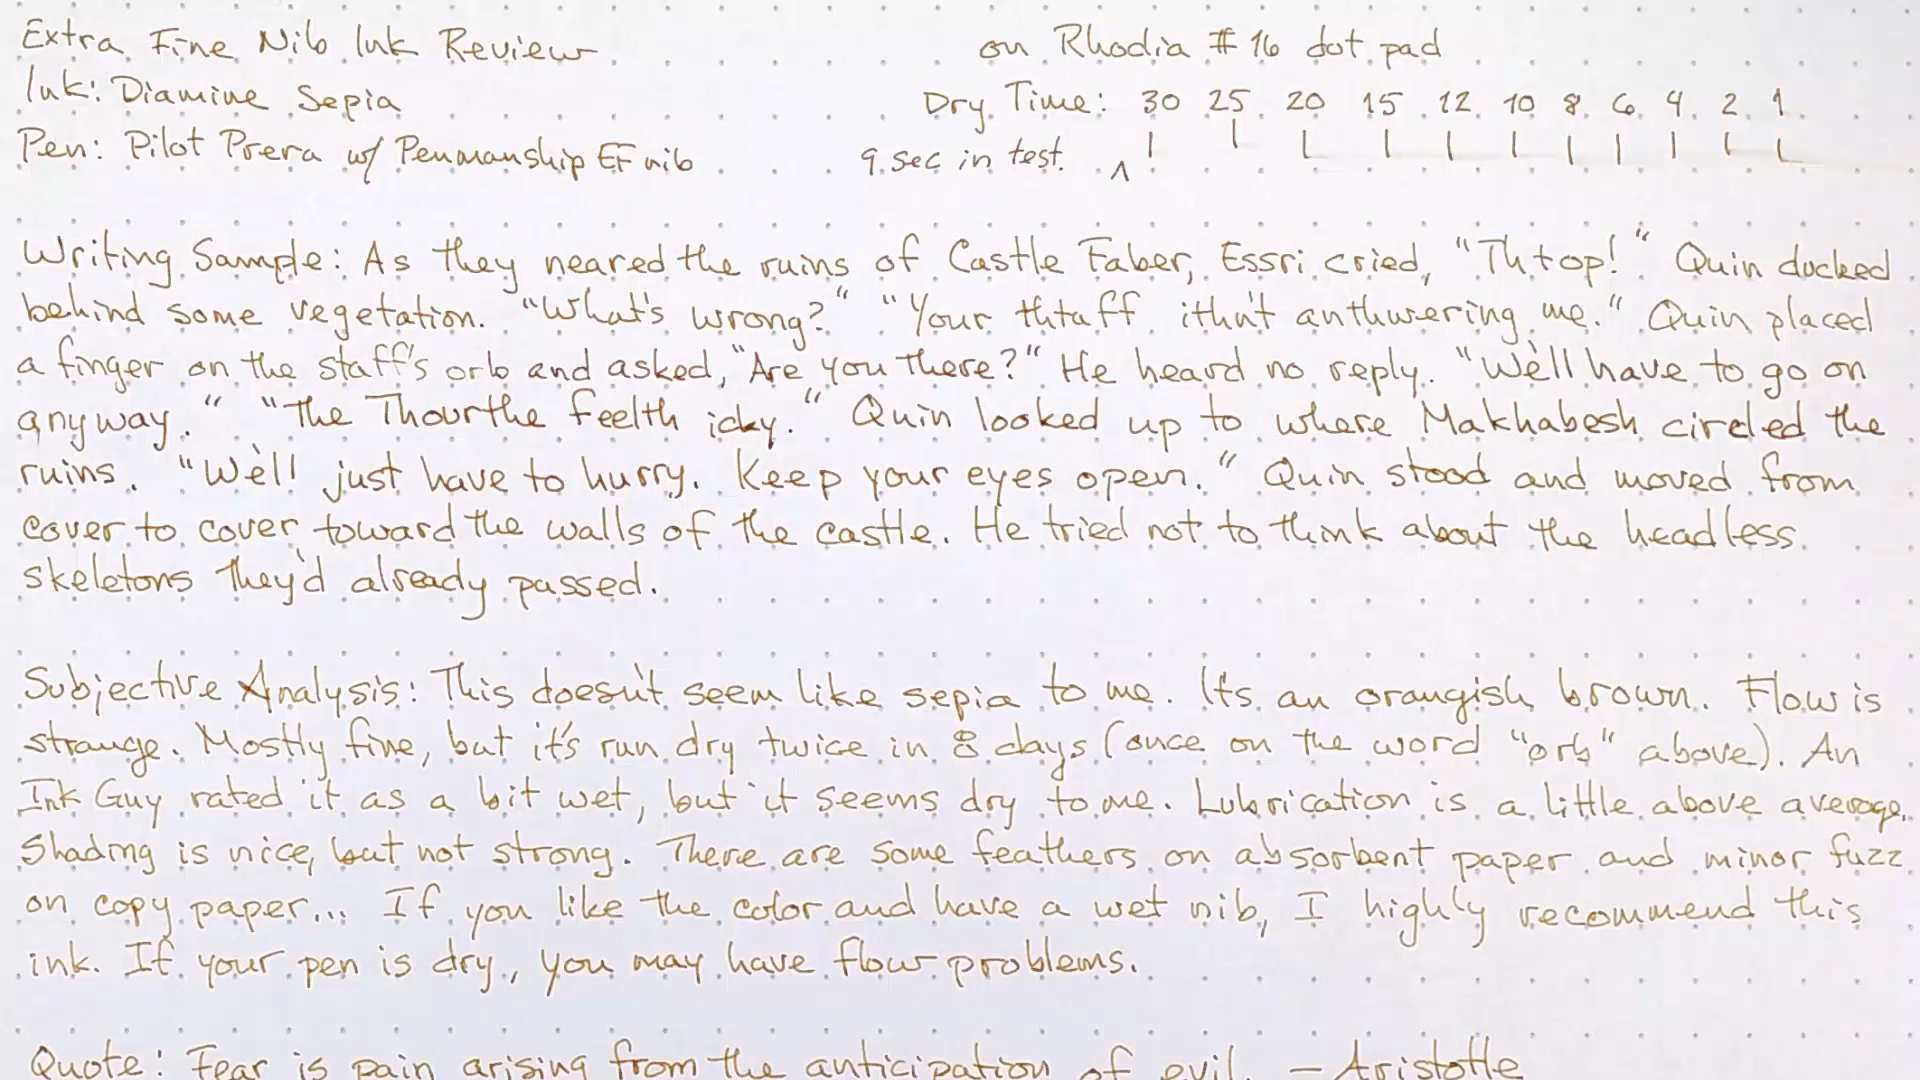 Extra Fine Nib Ink Review
on Rhodia # 16 dot pad
Ink: Diamine Sepia
Dry Time: 30 25 20 15 12 10 8 6 4 2 1
Pen: Pilot Prera w/ Penmanship EF nib
9 sec in test ^
Writing Sample: As they neared the ruins of Castle Faber, Essri cried, "Thtop!" Quin ducked
behind some vegetation. "What's wrong?" "Your thtaff ithn't anthwering me." Quin placed
a finger on the staff's orb and asked, "Are you there?" He heard no reply. "We'll have to go on
anyway." "The Thourthe feelth icky." Quin looked up to where Makhabesh circled the
ruins. "We'll just have to hurry. Keep your eyes open." Quin stood and moved from
cover to cover toward the walls of the castle. He tried not to think about the headless
skeletons they'd already passed.
Subjective Analysis: This doesn't seem like sepia to me. It's an orangish brown. Flow is
strange. Mostly fine, but it's run dry twice in 8 days (once on the word "orb" above). An
Ink Guy rated it as a bit wet, but it seems dry to me. Lubrication is a little above average.
Shading is nice, but not strong. There are some feathers on absorbent paper and minor fuzz
on copy paper... If you like the color and have a wet nib, I highly recommend this
ink. If your pen is dry, you may have flow problems.
Quote: Fear is pain arising from the anticipation of evil. — Aristotle